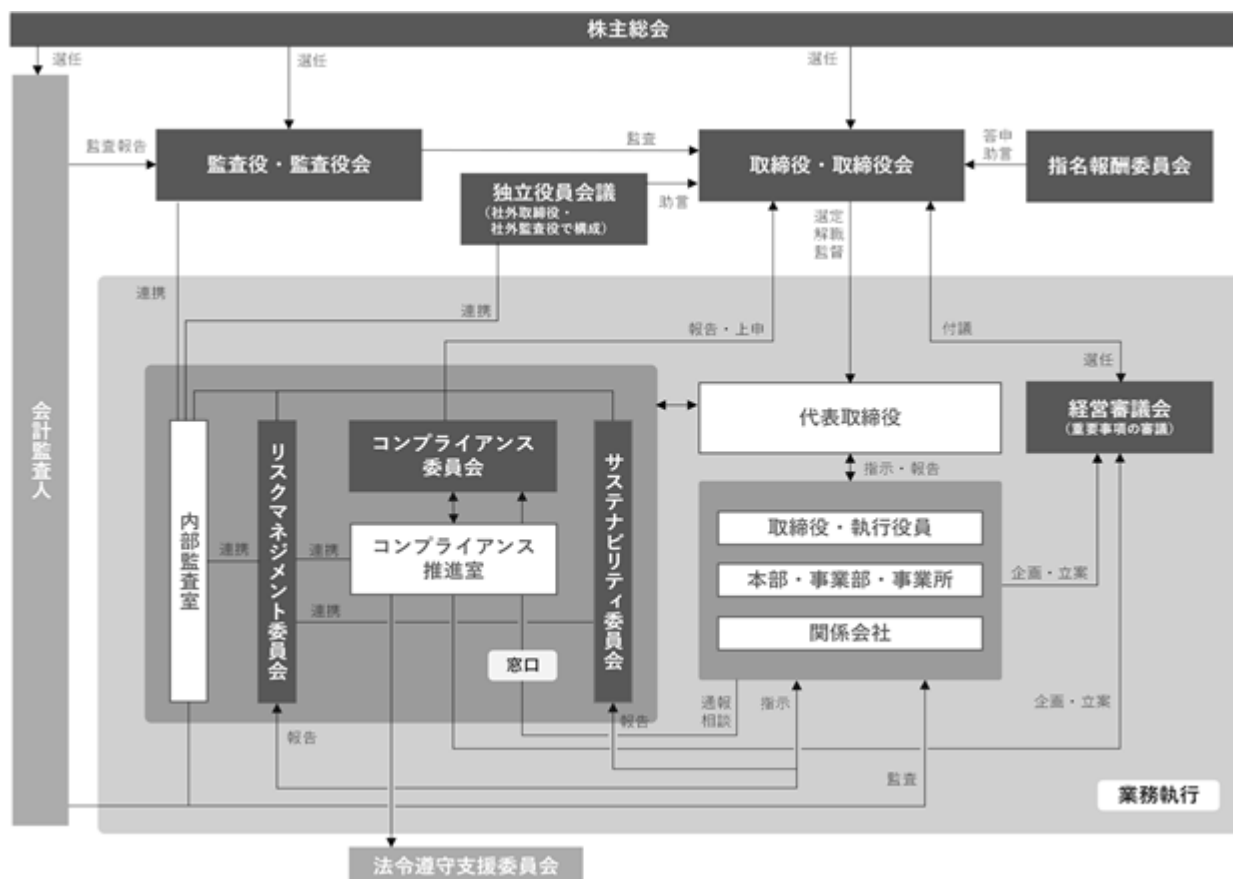 株主総会
選任
選任
選任
監査報告
監査役・監査役会
監査
取締役・取締役会
答申
助言
指名報酬委員会
独立役員会議
(社外取締役・
社外監査役で構成)
助言
選定
解職
監督
連携
連携
報告・上申
付議
選任
会計監査人
代表取締役
経営審議会
(重要事項の審議)
指示・報告
内部監査室
リスクマネジメント委員会
コンプライアンス
委員会
サステナビリティ委員会
連携
連携
コンプライアンス
推進室
連携
窓口
取締役・執行役員
本部・事業部・事業所
関係会社
企画・立案
通報
相談
指示
企画・立案
報告
報告
監査
業務執行
法令遵守支援委員会